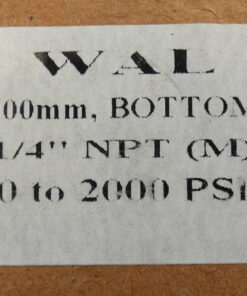 WAL
00mm, BOTTOM
1/4" NPT (M)
0 to 2000 PSi